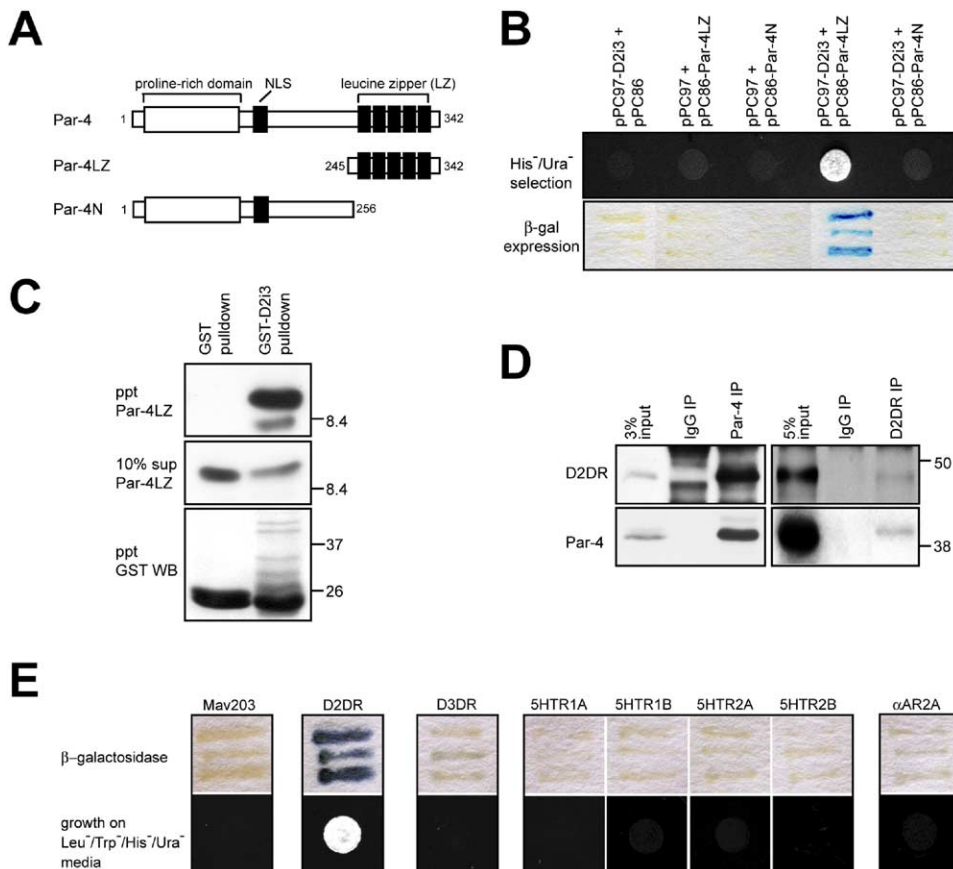 A
proline-rich domain
NLS
leucine zipper (LZ)
Par-4
1
342
Par-4LZ
245
342
Par-4N
1
256
B
pPC97-D2i3 +
pPC86
pPC97 +
pPC86-Par-4LZ
pPC97 +
pPC86-Par-4N
pPC97-D2i3 +
pPC86-Par-4LZ
pPC97-D2i3 +
pPC86-Par-4N
His⁻/Ura⁻
selection
β-gal
expression
C
GST
pulldown
GST-D2i3
pulldown
ppt
Par-4LZ
8.4
10% sup
Par-4LZ
8.4
ppt
GST WB
37
26
D
3%
input
IgG IP
Par-4 IP
5%
input
IgG IP
D2DR IP
D2DR
50
Par-4
38
E
Mav203
D2DR
D3DR
5HTR1A
5HTR1B
5HTR2A
5HTR2B
αAR2A
β–galactosidase
growth on
Leu⁻/Trp⁻/His⁻/Ura⁻
media